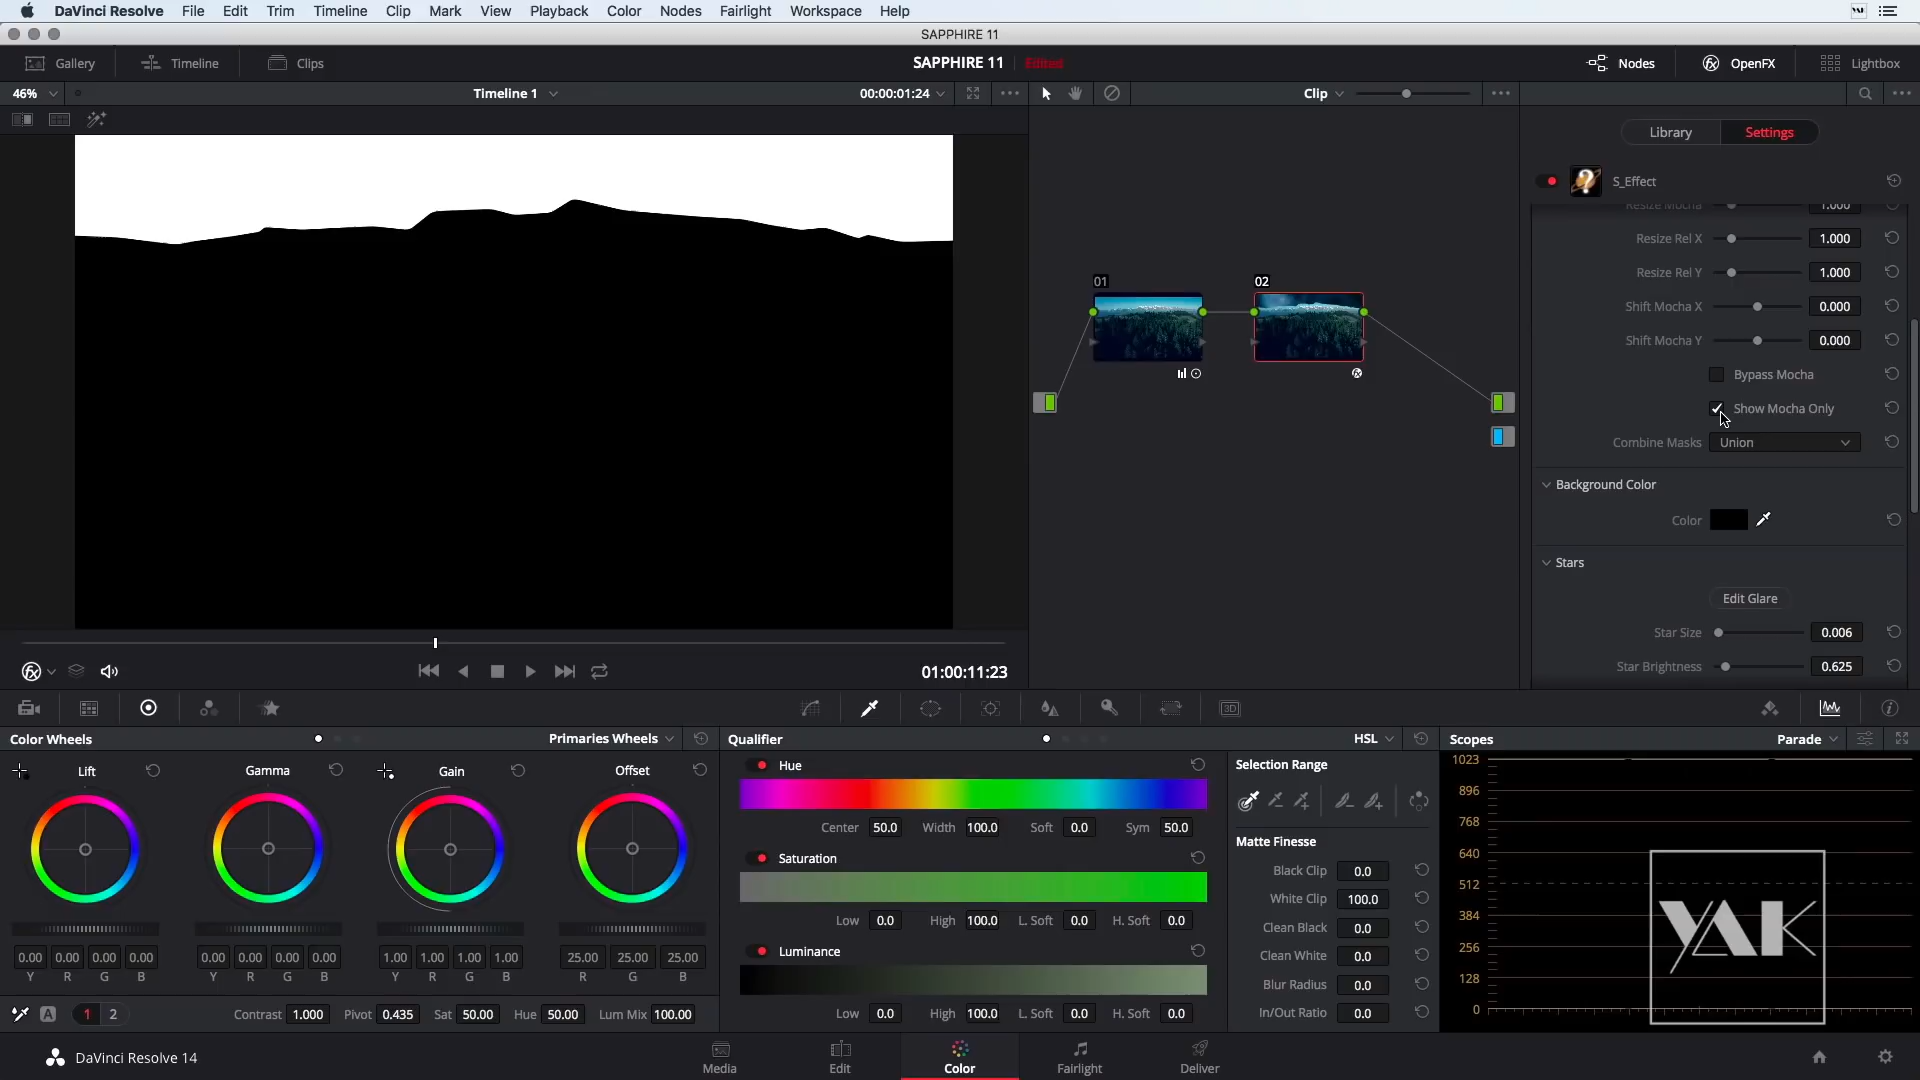 DaVinci Resolve File Edit Trim Timeline Clip Mark View Playback Color Nodes Fairlight Workspace Help
SAPPHIRE 11
Gallery Timeline Clips SAPPHIRE 11 Edited Nodes OpenFX Lightbox
46% Timeline 1 00:00:01:24 Clip
Library Settings
S_Effect
Resize Mocha 1.000
Resize Rel X 1.000
Resize Rel Y 1.000
Shift Mocha X 0.000
Shift Mocha Y 0.000
Bypass Mocha
Show Mocha Only
Combine Masks Union
Background Color
Color
Stars
Edit Glare
Star Size 0.006
Star Brightness 0.625
01 02
01:00:11:23
3D
Color Wheels Primaries Wheels
Lift Gamma Gain Offset
0.00 0.00 0.00 0.00 0.00 0.00 0.00 0.00 1.00 1.00 1.00 1.00 25.00 25.00 25.00
Y R G B Y R G B Y R G B R G B
A 1 2 Contrast 1.000 Pivot 0.435 Sat 50.00 Hue 50.00 Lum Mix 100.00
Qualifier HSL
Hue
Center 50.0 Width 100.0 Soft 0.0 Sym 50.0
Saturation
Low 0.0 High 100.0 L. Soft 0.0 H. Soft 0.0
Luminance
Low 0.0 High 100.0 L. Soft 0.0 H. Soft 0.0
Selection Range
Matte Finesse
Black Clip 0.0
White Clip 100.0
Clean Black 0.0
Clean White 0.0
Blur Radius 0.0
In/Out Ratio 0.0
Scopes Parade
1023
896
768
640
512
384
256
128
0
YAK
DaVinci Resolve 14 Media Edit Color Fairlight Deliver